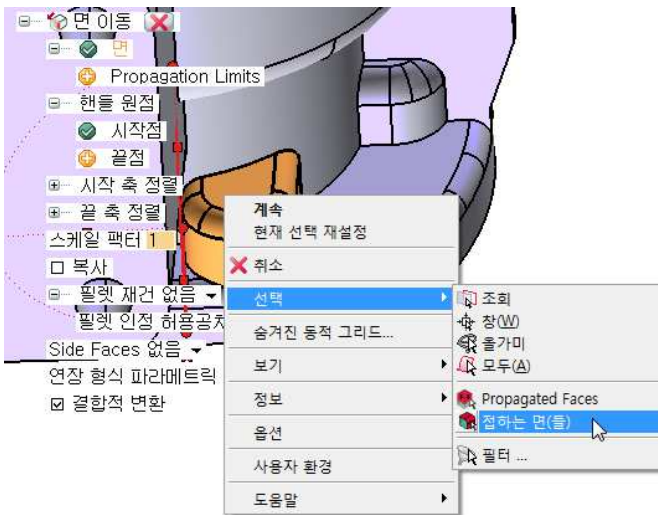 면 이동
면
Propagation Limits
핸들 원점
시작점
끝점
시작 축 정렬
끝 축 정렬
스케일 팩터 1
복사
필렛 재건 없음
필렛 인정 허용공차
Side Faces 없음
연장 형식 파라메트릭
결합적 변환
계속
현재 선택 재설정
취소
선택
숨겨진 동적 그리드...
보기
정보
옵션
사용자 환경
도움말
조회
창(W)
올가미
모두(A)
Propagated Faces
접하는 면(들)
필터 ...